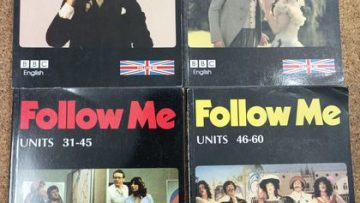 BBC
English
BBC
English
Follow Me
UNITS 31-45
Follow Me
UNITS 46-60